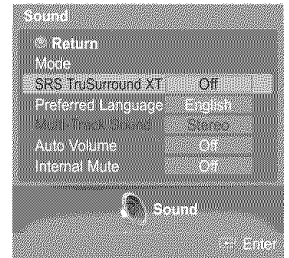 Sound
Return
Mode
SRS TruSurround XT Off
Preferred Language English
Multi-Track Sound Stereo
Auto Volume Off
Internal Mute Off
Sound
Enter